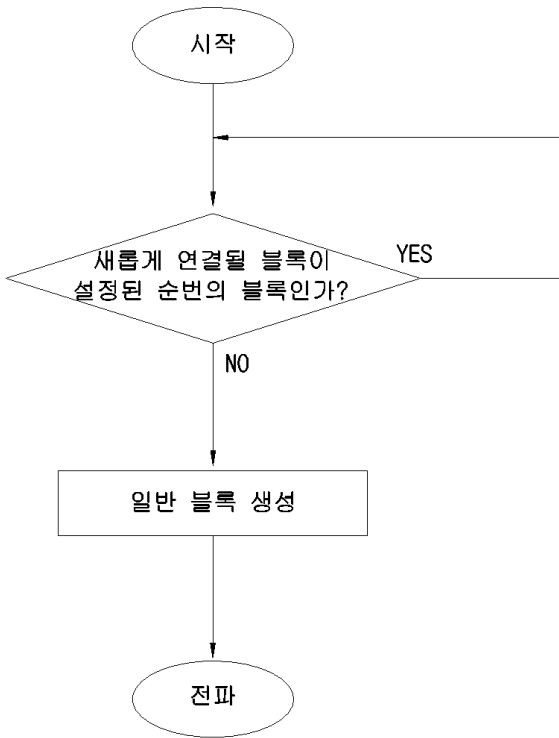 시작
새롭게 연결될 블록이
설정된 순번의 블록인가?
YES
NO
일반 블록 생성
전파